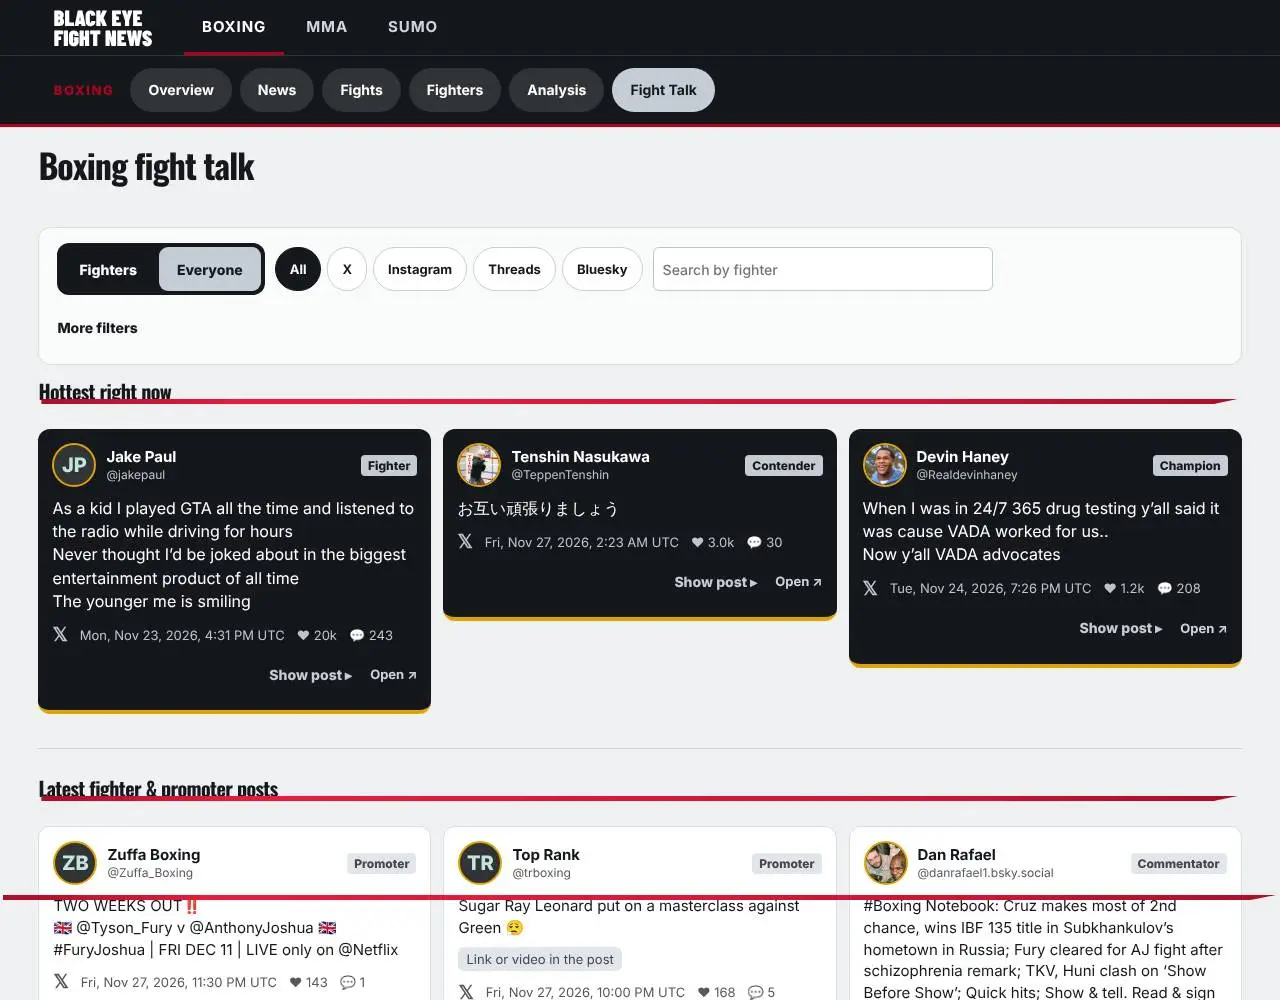 BLACK EYE
FIGHT NEWS
BOXING
MMA
SUMO
BOXING
Overview
News
Fights
Fighters
Analysis
Fight Talk
Boxing fight talk
Fighters
Everyone
All
X
Instagram
Threads
Bluesky
Search by fighter
More filters
Hottest right now
JP
Jake Paul
@jakepaul
Fighter
As a kid I played GTA all the time and listened to
the radio while driving for hours
Never thought I’d be joked about in the biggest
entertainment product of all time
The younger me is smiling
𝕏 Mon, Nov 23, 2026, 4:31 PM UTC ♥ 20k 💬 243
Show post ▸ Open ↗
Tenshin Nasukawa
@TeppenTenshin
Contender
お互い頑張りましょう
𝕏 Fri, Nov 27, 2026, 2:23 AM UTC ♥ 3.0k 💬 30
Show post ▸ Open ↗
Devin Haney
@Realdevinhaney
Champion
When I was in 24/7 365 drug testing y’all said it
was cause VADA worked for us..
Now y’all VADA advocates
𝕏 Tue, Nov 24, 2026, 7:26 PM UTC ♥ 1.2k 💬 208
Show post ▸ Open ↗
Latest fighter & promoter posts
ZB
Zuffa Boxing
@Zuffa_Boxing
Promoter
TWO WEEKS OUT‼️
🇬🇧 @Tyson_Fury v @AnthonyJoshua 🇬🇧
#FuryJoshua | FRI DEC 11 | LIVE only on @Netflix
𝕏 Fri, Nov 27, 2026, 11:30 PM UTC ♥ 143 💬 1
TR
Top Rank
@trboxing
Promoter
Sugar Ray Leonard put on a masterclass against
Green 😮‍💨
Link or video in the post
𝕏 Fri, Nov 27, 2026, 10:00 PM UTC ♥ 168 💬 5
Dan Rafael
@danrafael1.bsky.social
Commentator
#Boxing Notebook: Cruz makes most of 2nd
chance, wins IBF 135 title in Subkhankulov’s
hometown in Russia; Fury cleared for AJ fight after
schizophrenia remark; TKV, Huni clash on ‘Show
Before Show’; Quick hits; Show & tell. Read & sign